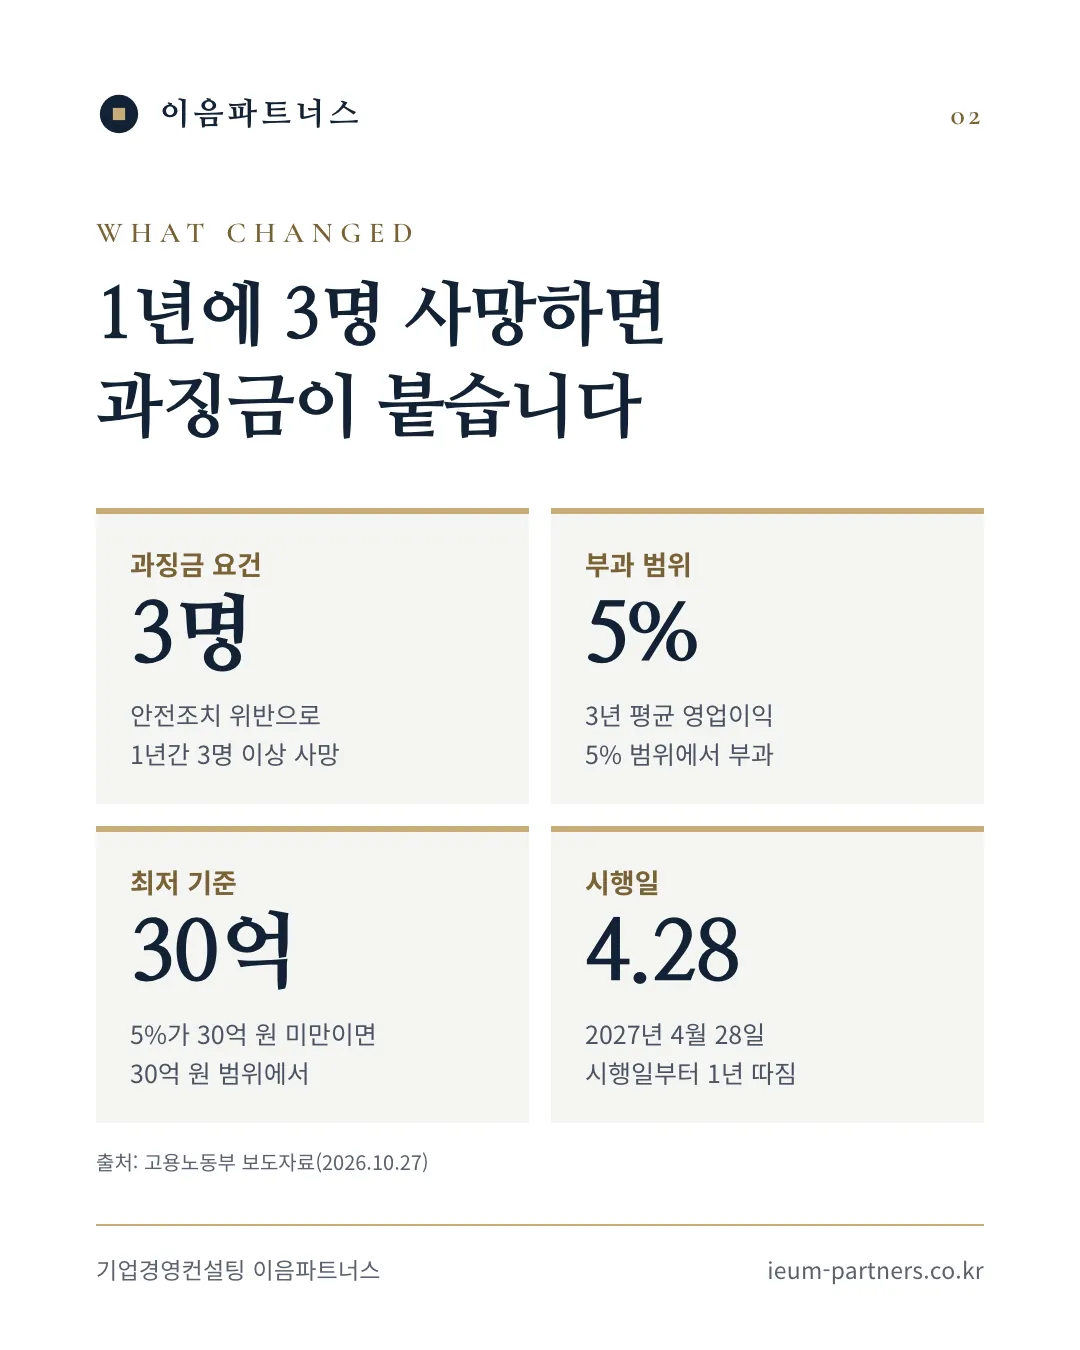 이음파트너스
02
WHAT CHANGED
1년에 3명 사망하면
과징금이 붙습니다
과징금 요건
3명
안전조치 위반으로
1년간 3명 이상 사망
부과 범위
5%
3년 평균 영업이익
5% 범위에서 부과
최저 기준
30억
5%가 30억 원 미만이면
30억 원 범위에서
시행일
4.28
2027년 4월 28일
시행일부터 1년 따짐
출처: 고용노동부 보도자료(2026.10.27)
기업경영컨설팅 이음파트너스
ieum-partners.co.kr